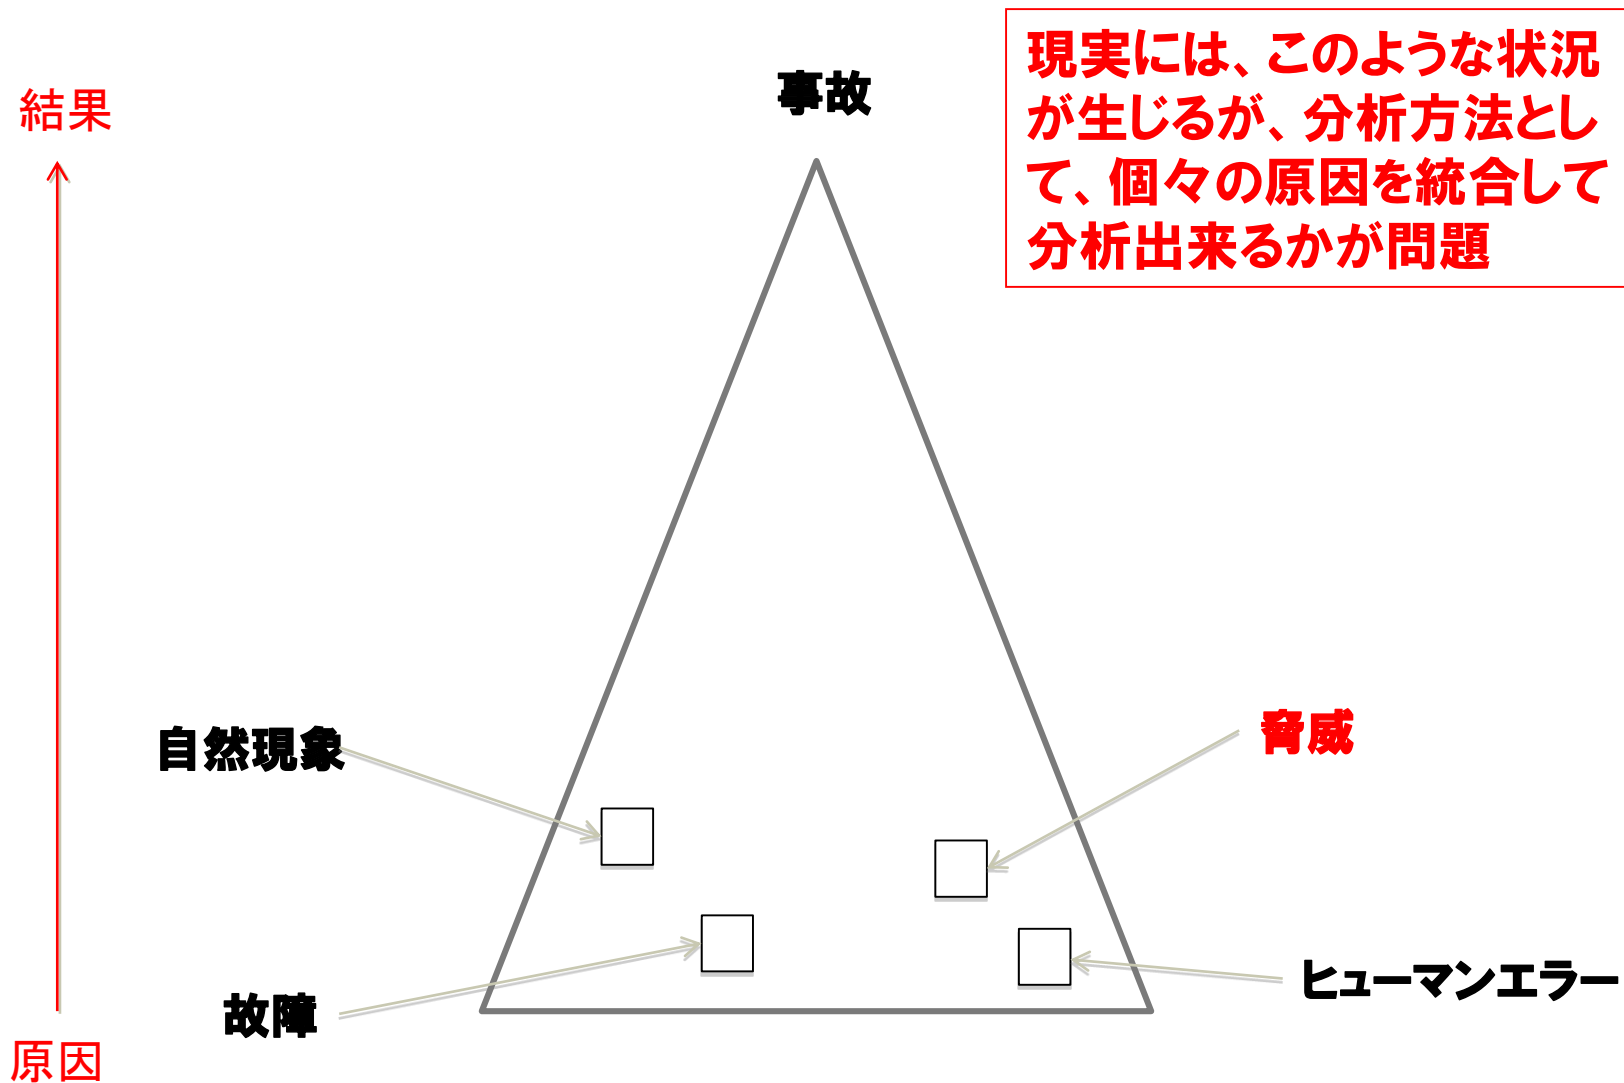 現実には、このような状況
が生じるが、分析方法とし
て、個々の原因を統合して
分析出来るかが問題
事故
結果
自然現象
脅威
故障
ヒューマンエラー
原因